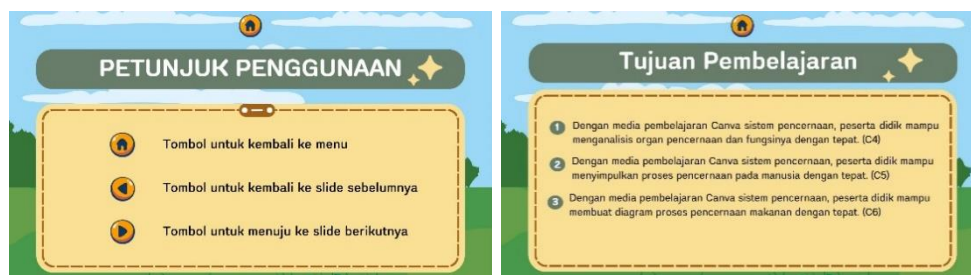 PETUNJUK PENGGUNAAN
Tombol untuk kembali ke menu
Tombol untuk kembali ke slide sebelumnya
Tombol untuk menuju ke slide berikutnya
Tujuan Pembelajaran
1 Dengan media pembelajaran Canva sistem pencernaan, peserta didik mampu
menganalisis organ pencernaan dan fungsinya dengan tepat. (C4)
2 Dengan media pembelajaran Canva sistem pencernaan, peserta didik mampu
menyimpulkan proses pencernaan pada manusia dengan tepat. (C5)
3 Dengan media pembelajaran Canva sistem pencernaan, peserta didik mampu
membuat diagram proses pencernaan makanan dengan tepat. (C6)